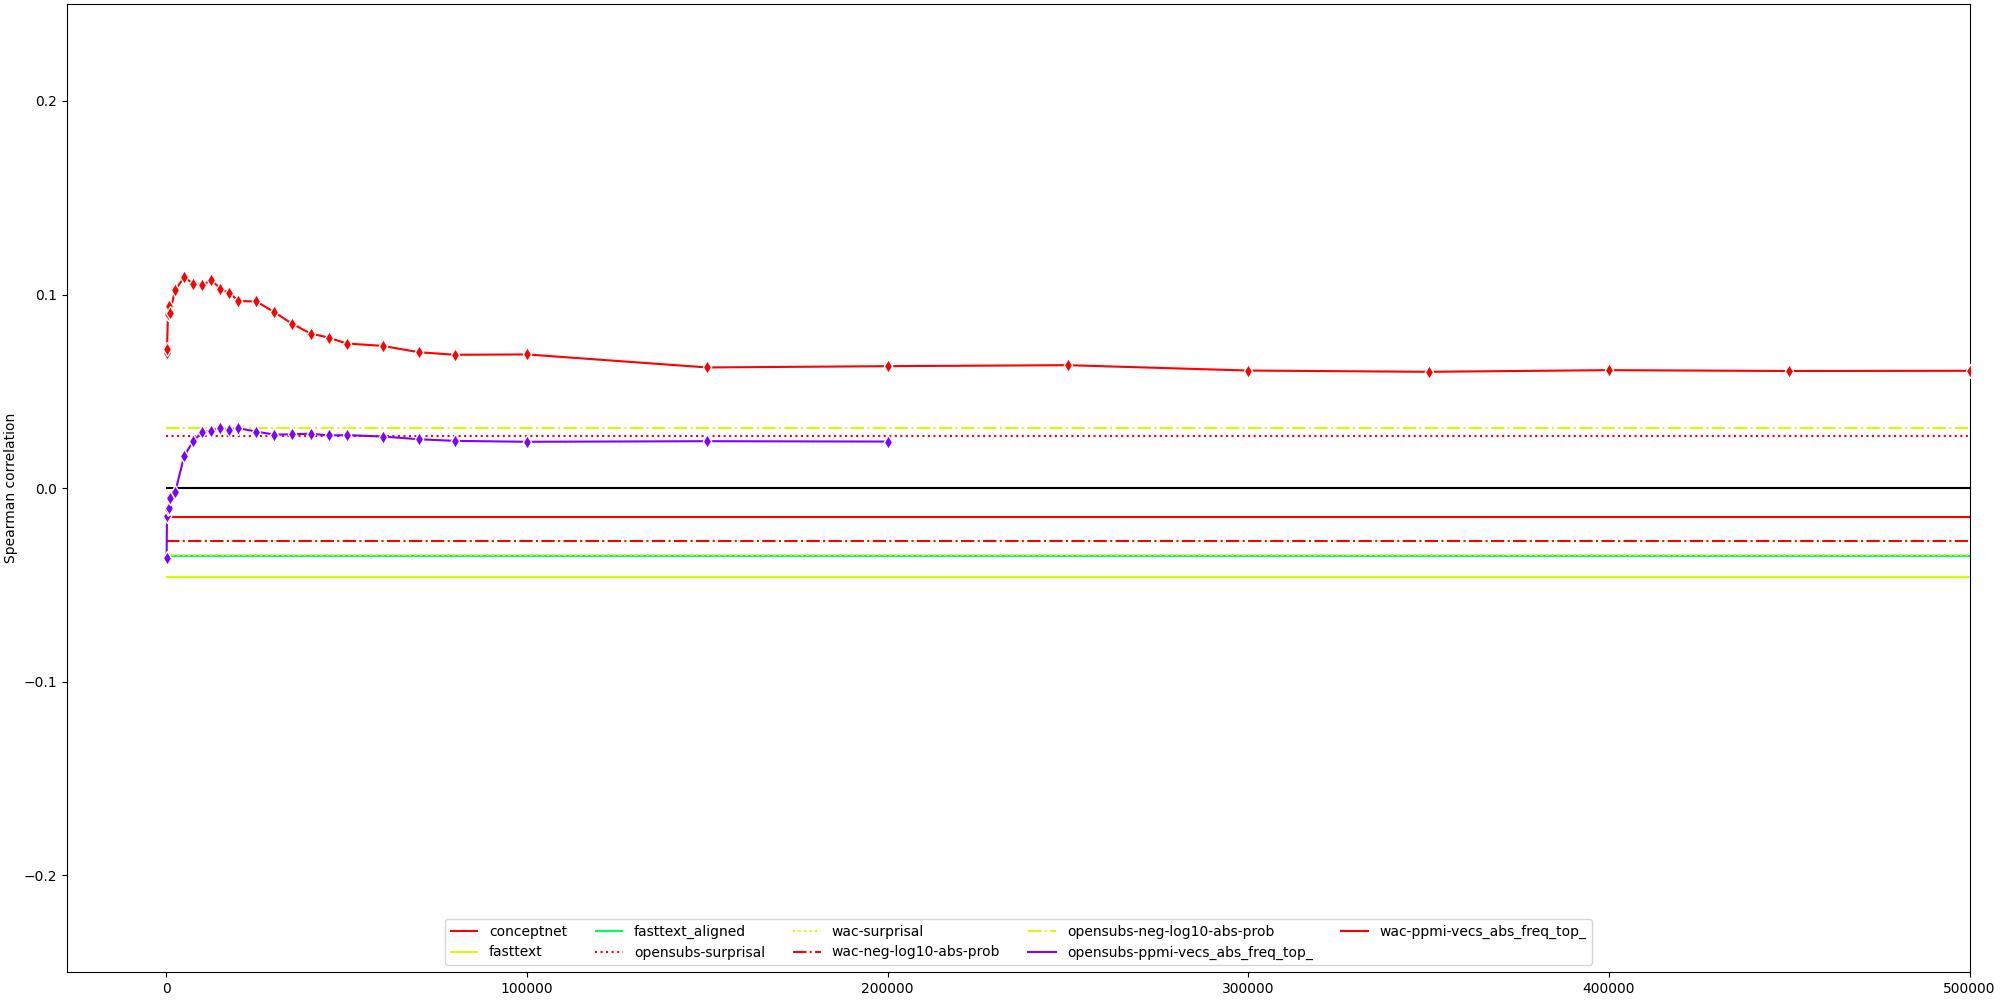 Spearman correlation
0.2
0.1
0.0
−0.1
−0.2
0
100000
200000
300000
400000
500000
conceptnet
fasttext
fasttext_aligned
opensubs-surprisal
wac-surprisal
wac-neg-log10-abs-prob
opensubs-neg-log10-abs-prob
opensubs-ppmi-vecs_abs_freq_top_
wac-ppmi-vecs_abs_freq_top_